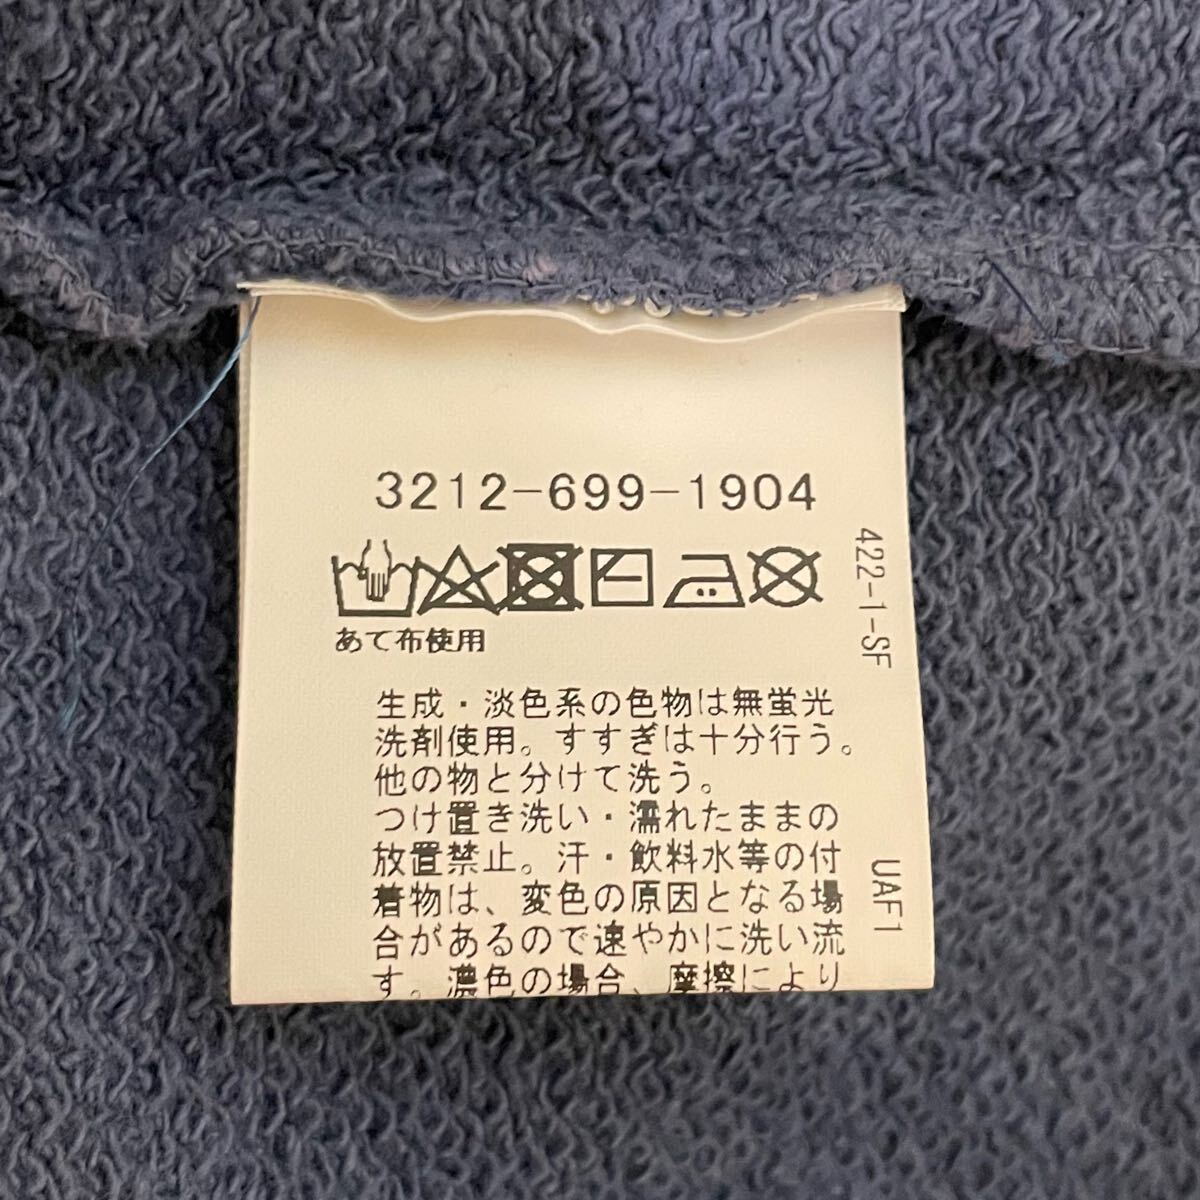 3212-699-1904
あて布使用
生成・淡色系の色物は無蛍光
洗剤使用。すすぎは十分行う。
他の物と分けて洗う。
つけ置き洗い・濡れたままの
放置禁止。汗・飲料水等の付
着物は、変色の原因となる場
合があるので速やかに洗い流
す。濃色の場合、摩擦により
422-1-SF
UAF1